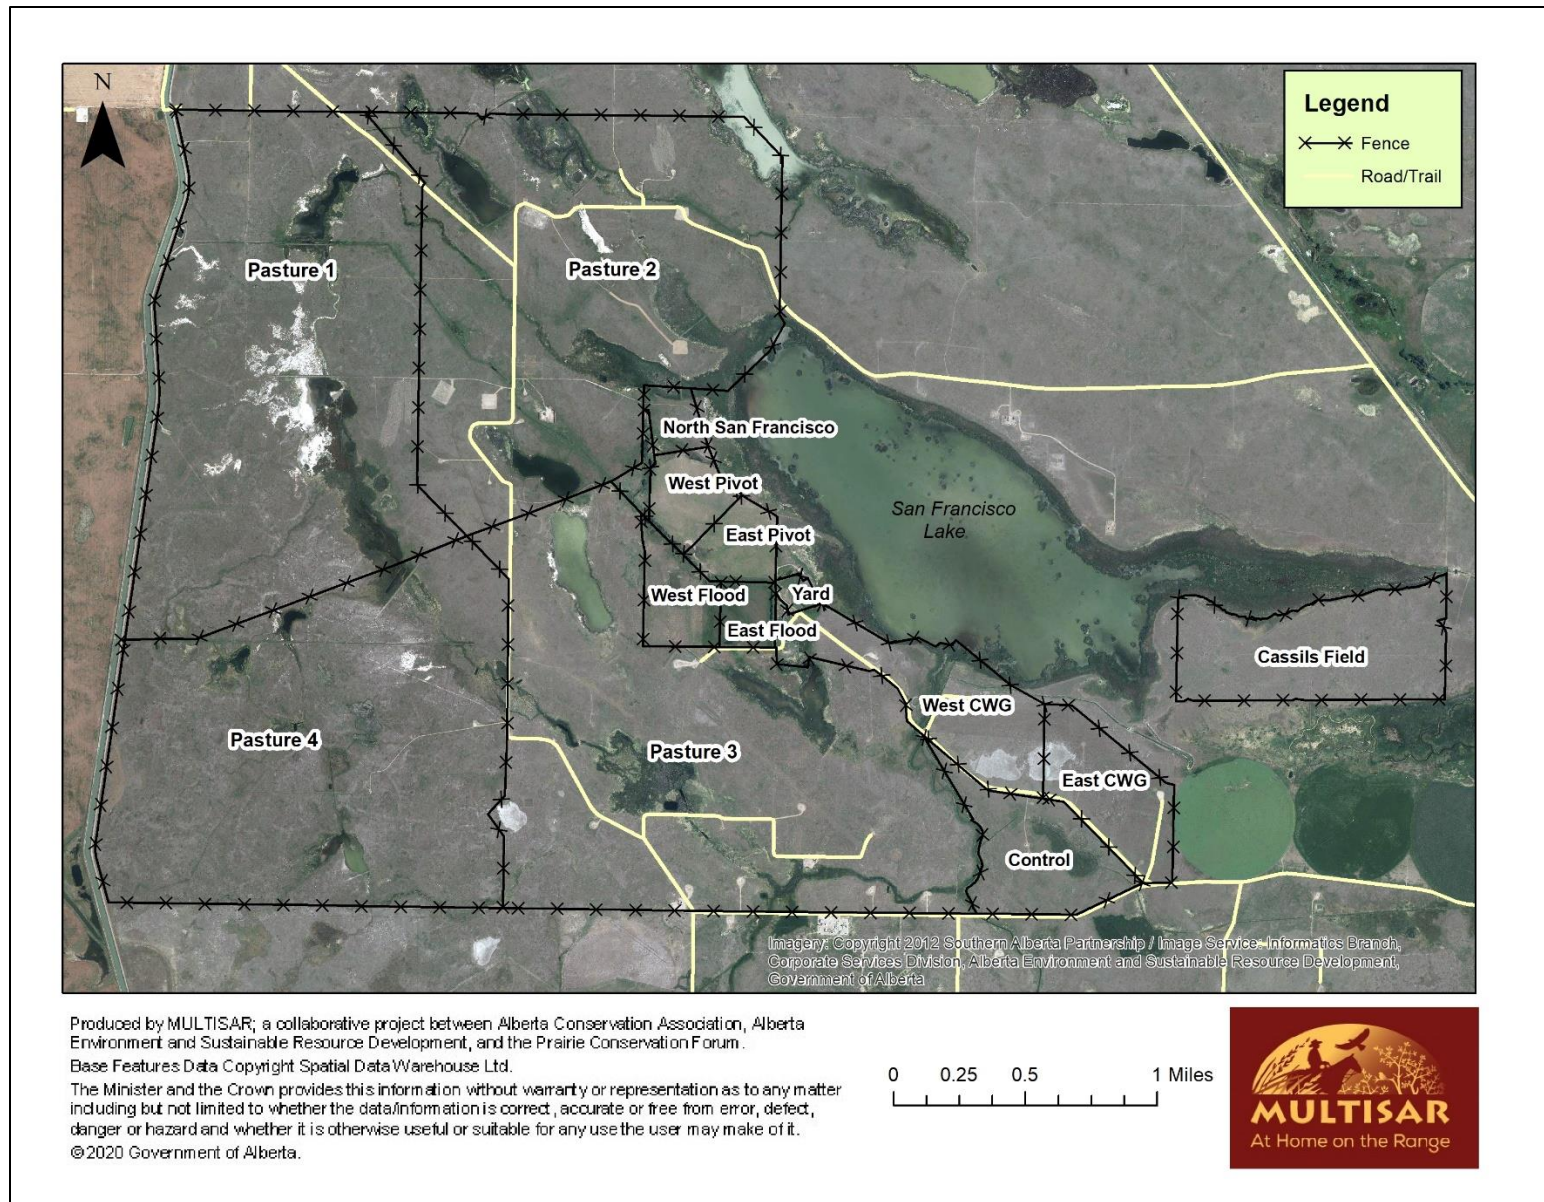 N
Legend
Fence
Road/Trail
Pasture 1
Pasture 2
North San Francisco
West Pivot
San Francisco
Lake
East Pivot
West Flood
Yard
East Flood
Cassils Field
West CWG
Pasture 4
Pasture 3
East CWG
Control
Imagery: Copyright 2012 Southern Alberta Partnership / Image Service: Informatics Branch,
Corporate Services Division, Alberta Environment and Sustainable Resource Development,
Government of Alberta
Produced by MULTISAR; a collaborative project between Alberta Conservation Association, Alberta
Environment and Sustainable Resource Development, and the Prairie Conservation Forum.
Base Features Data Copyright Spatial Data Warehouse Ltd.
The Minister and the Crown provides this information without warranty or representation as to any matter
including but not limited to whether the data/information is correct, accurate or free from error, defect,
danger or hazard and whether it is otherwise useful or suitable for any use the user may make of it.
©2020 Government of Alberta.
0 0.25 0.5 1 Miles
MULTISAR
At Home on the Range